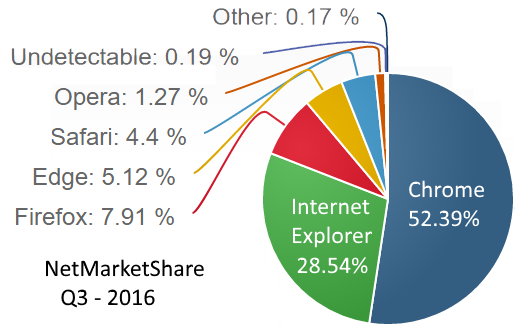 Other: 0.17 %
Undetectable: 0.19 %
Opera: 1.27 %
Safari: 4.4 %
Edge: 5.12 %
Firefox: 7.91 %
Internet
Explorer
28.54%
Chrome
52.39%
NetMarketShare
Q3 - 2016